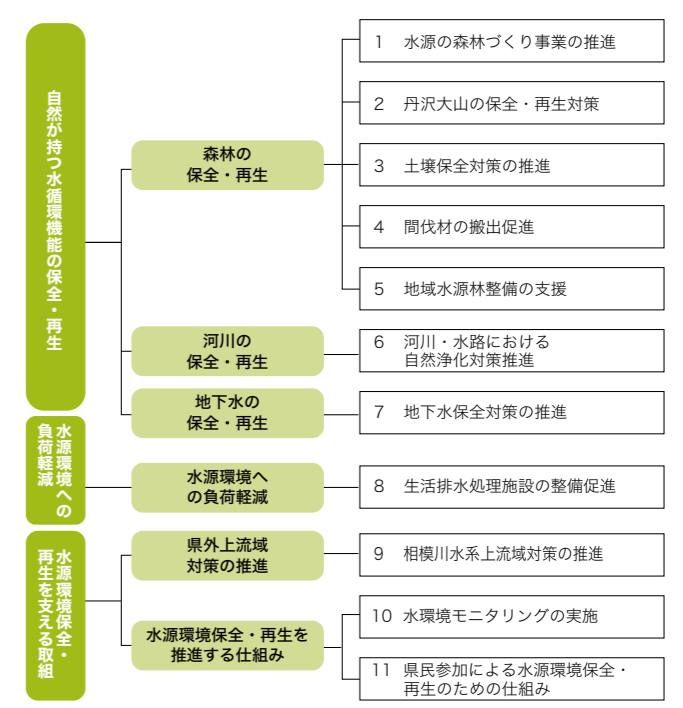 自然が持つ水循環機能の保全・再生
森林の
保全・再生
1 水源の森林づくり事業の推進
2 丹沢大山の保全・再生対策
3 土壌保全対策の推進
4 間伐材の搬出促進
5 地域水源林整備の支援
河川の
保全・再生
6 河川・水路における
自然浄化対策推進
地下水の
保全・再生
7 地下水保全対策の推進
水源環境への
負荷軽減
水源環境へ
の負荷軽減
8 生活排水処理施設の整備促進
水源環境保全・
再生を支える取組
県外上流域
対策の推進
9 相模川水系上流域対策の推進
水源環境保全・再生を
推進する仕組み
10 水環境モニタリングの実施
11 県民参加による水源環境保全・
再生のための仕組み